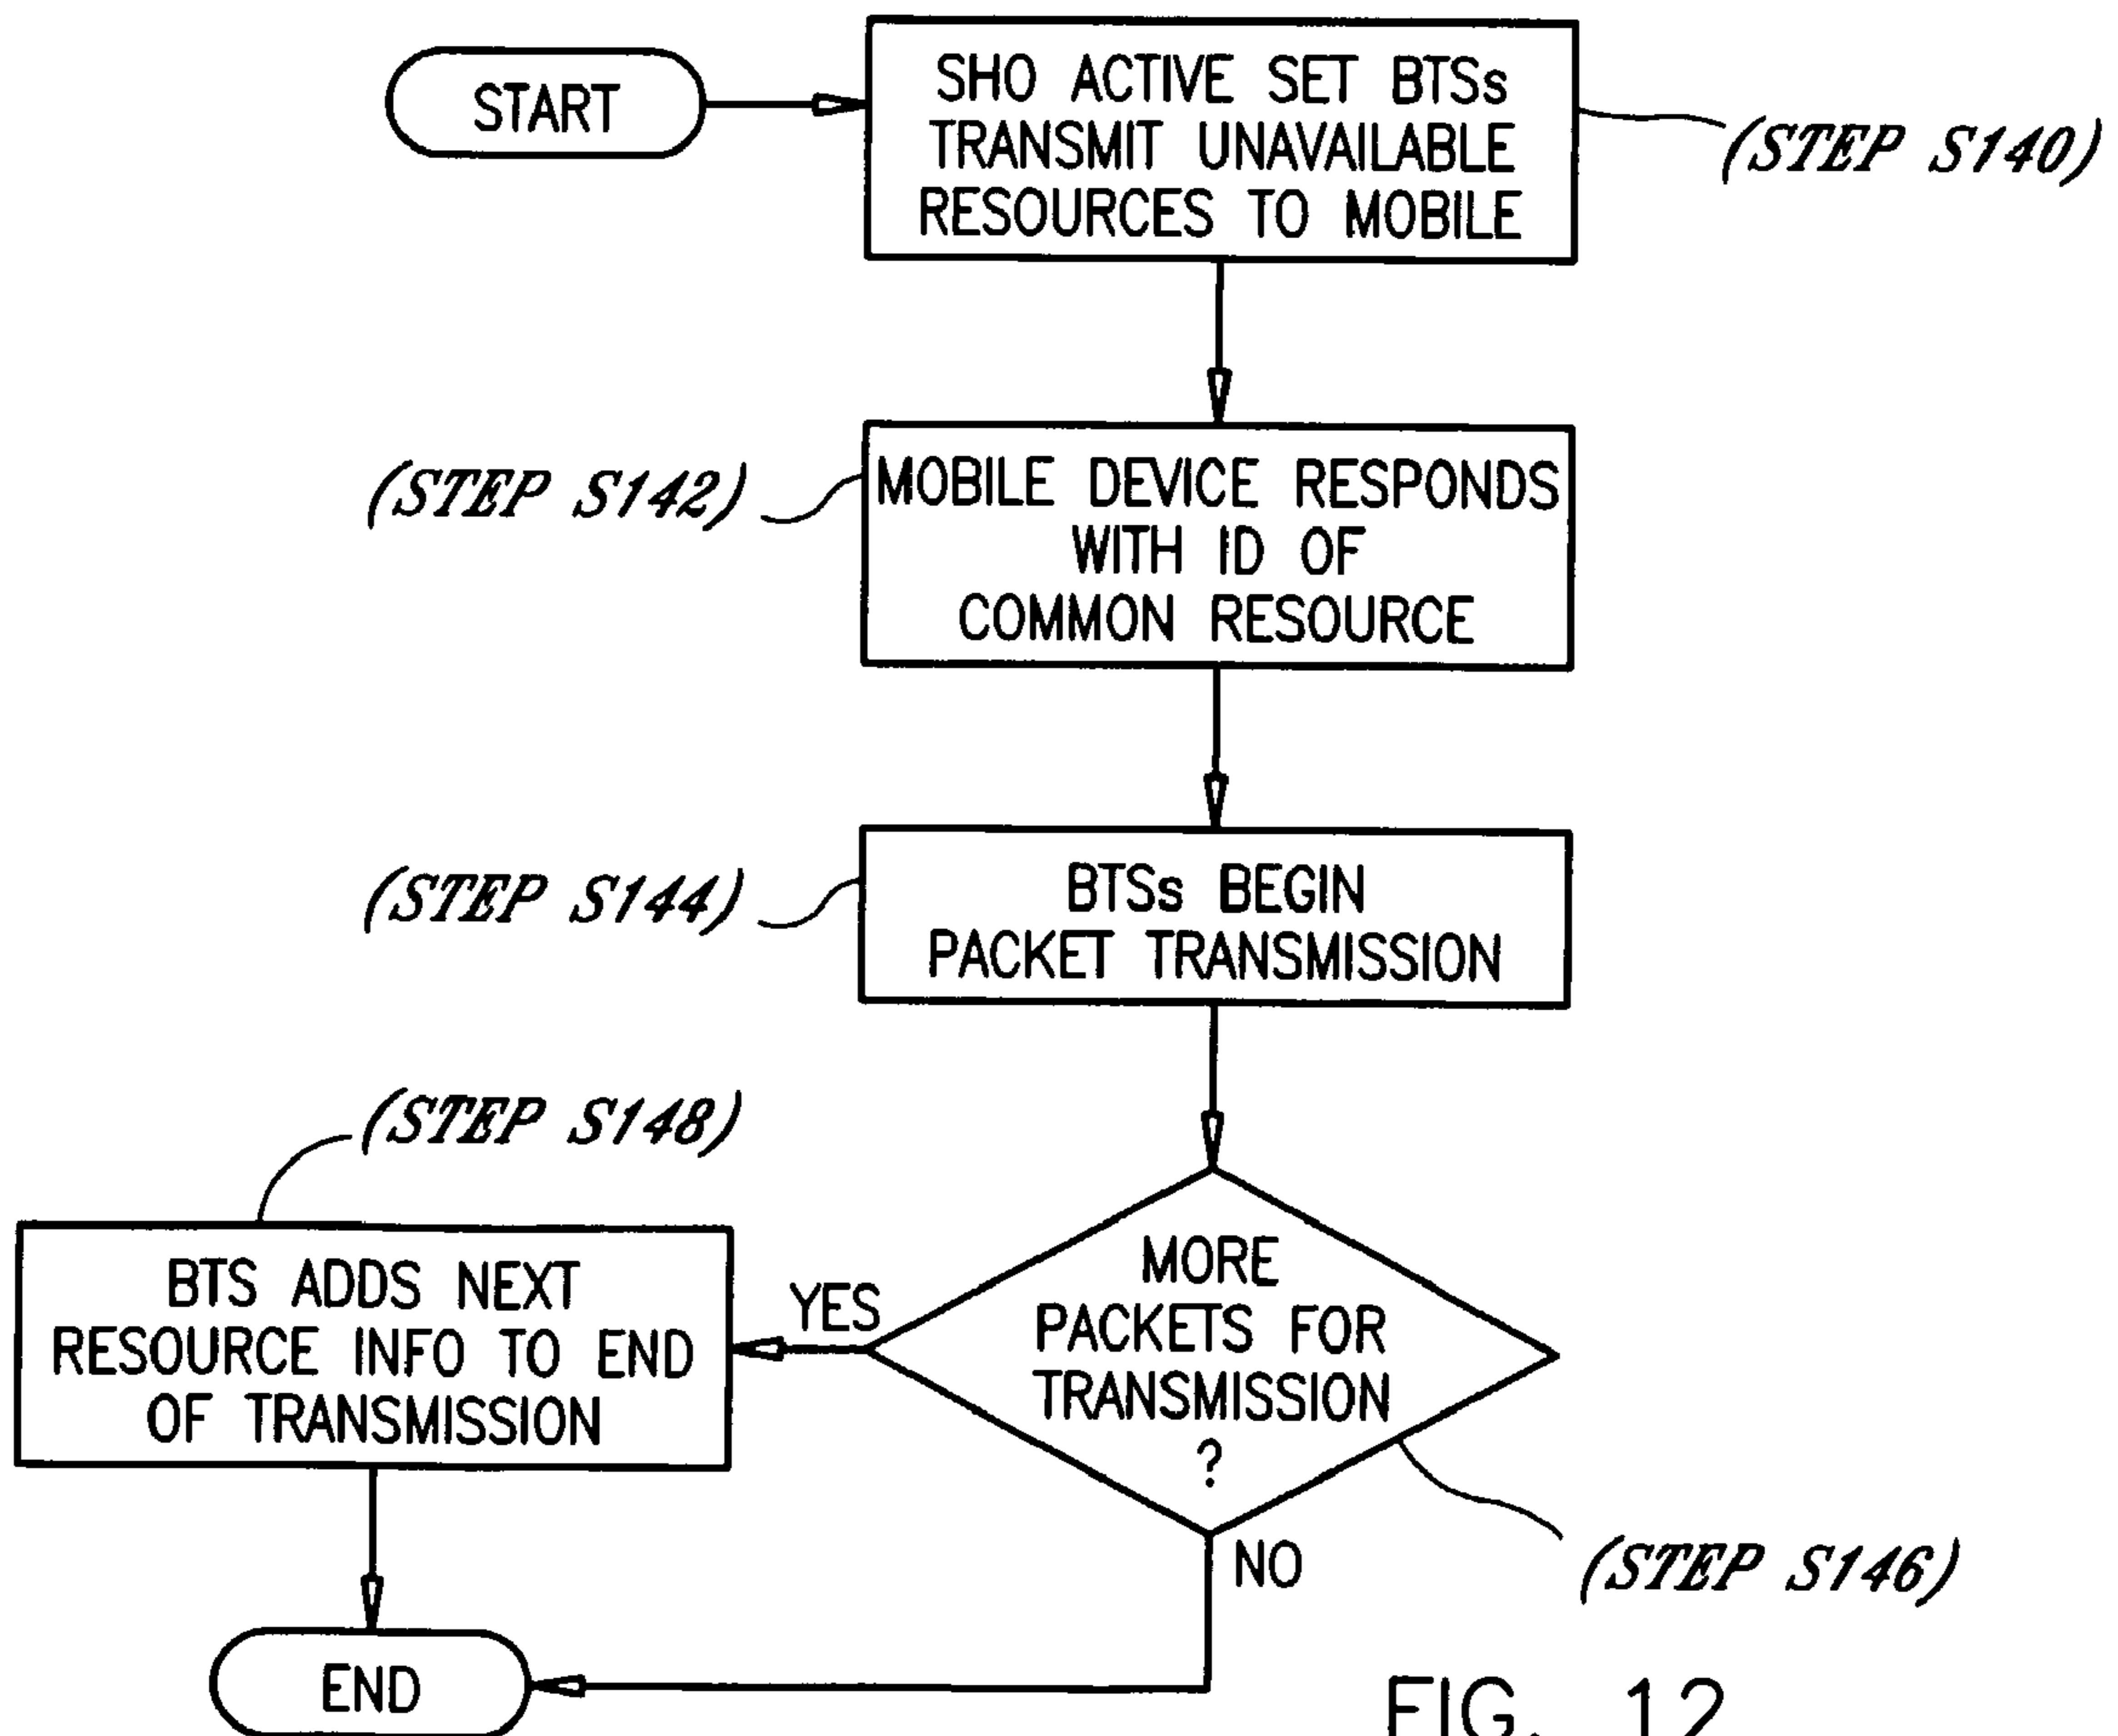 START
SHO ACTIVE SET BTSs
TRANSMIT UNAVAILABLE
RESOURCES TO MOBILE
(STEP S140)
(STEP S142)
MOBILE DEVICE RESPONDS
WITH ID OF
COMMON RESOURCE
(STEP S144)
BTSs BEGIN
PACKET TRANSMISSION
(STEP S148)
BTS ADDS NEXT
RESOURCE INFO TO END
OF TRANSMISSION
YES
MORE
PACKETS FOR
TRANSMISSION
?
NO
(STEP S146)
END
FIG. 12